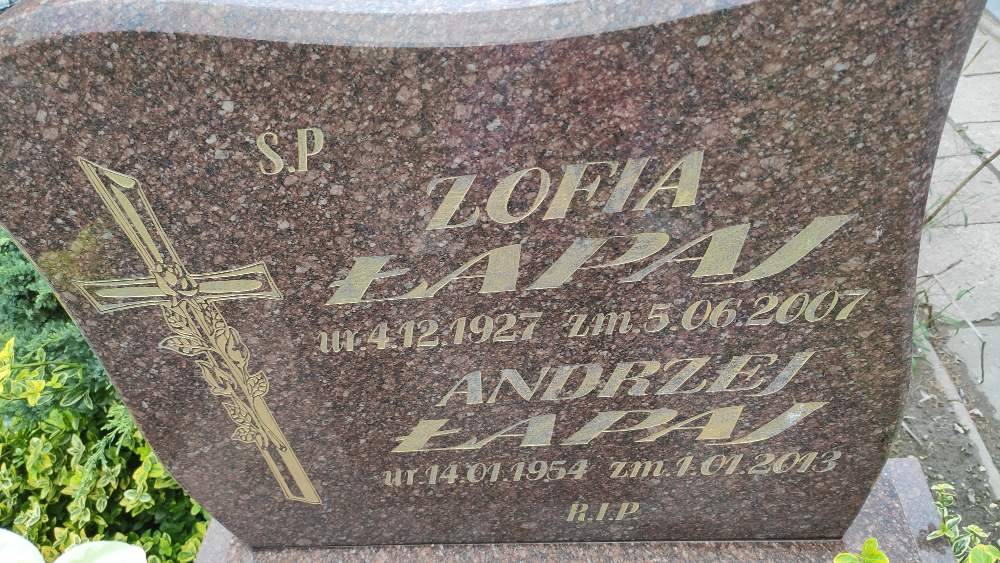 S.P
ZOFIA
ŁAPAJ
ur.4.12.1927 zm.5.06.2007
ANDRZEJ
ŁAPAJ
ur.14.01.1954 zm.1.01.2013
R.I.P.